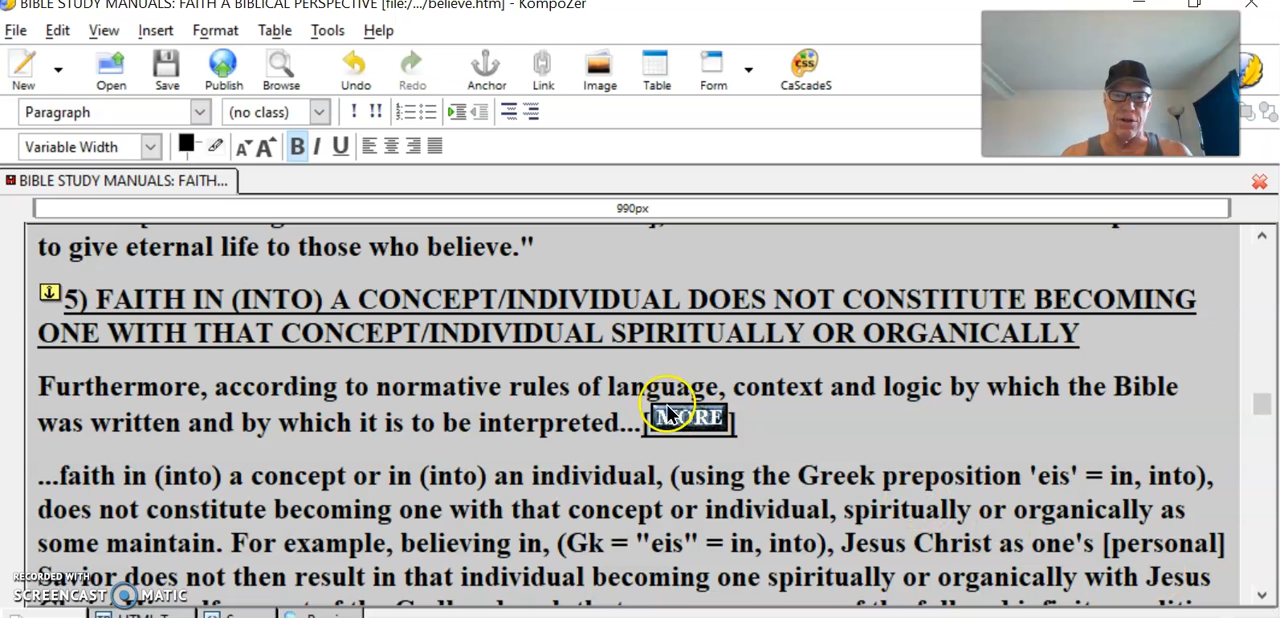 BIBLE STUDY MANUALS: FAITH A BIBLICAL PERSPECTIVE [file:/.../believe.htm] - KompoZer
File Edit View Insert Format Table Tools Help
New Open Save Publish Browse Undo Redo Anchor Link Image Table Form CaScadeS
Paragraph (no class) ! !!
Variable Width A A B I U
BIBLE STUDY MANUALS: FAITH...
990px
to give eternal life to those who believe."
5) FAITH IN (INTO) A CONCEPT/INDIVIDUAL DOES NOT CONSTITUTE BECOMING
ONE WITH THAT CONCEPT/INDIVIDUAL SPIRITUALLY OR ORGANICALLY
Furthermore, according to normative rules of language, context and logic by which the Bible
was written and by which it is to be interpreted...[MORE]
...faith in (into) a concept or in (into) an individual, (using the Greek preposition 'eis' = in, into),
does not constitute becoming one with that concept or individual, spiritually or organically as
some maintain. For example, believing in, (Gk = "eis" = in, into), Jesus Christ as one's [personal]
Savior does not then result in that individual becoming one spiritually or organically with Jesus
RECORDED WITH
SCREENCAST MATIC